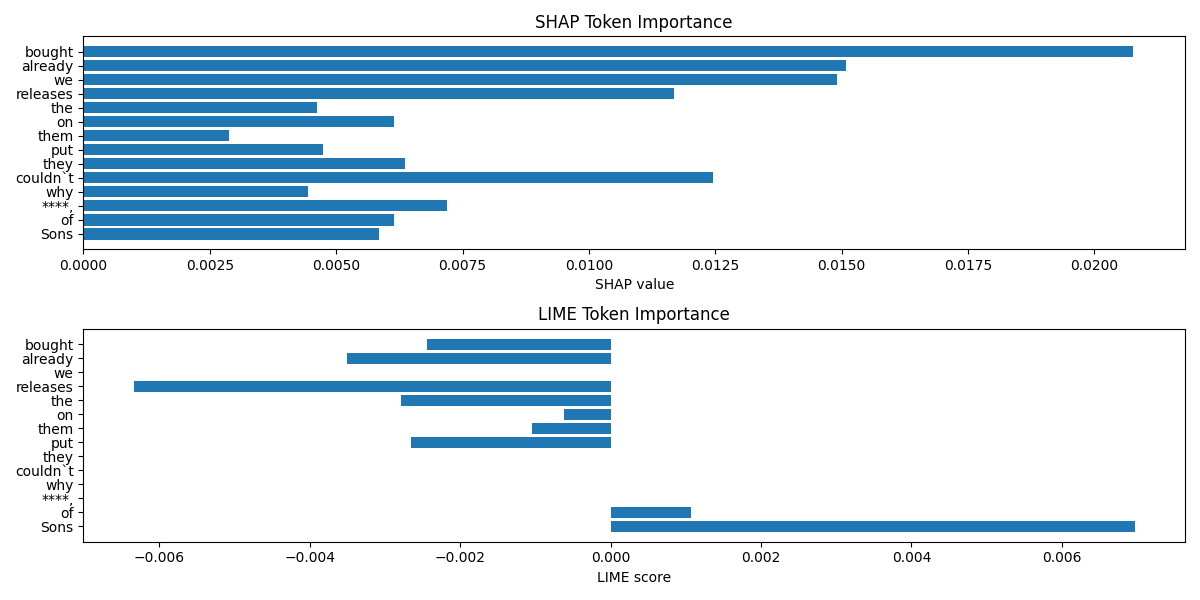 SHAP Token Importance
bought
already
we
releases
the
on
them
put
they
couldn`t
why
****,
of
Sons
0.0000 0.0025 0.0050 0.0075 0.0100 0.0125 0.0150 0.0175 0.0200
SHAP value
LIME Token Importance
bought
already
we
releases
the
on
them
put
they
couldn`t
why
****,
of
Sons
−0.006 −0.004 −0.002 0.000 0.002 0.004 0.006
LIME score